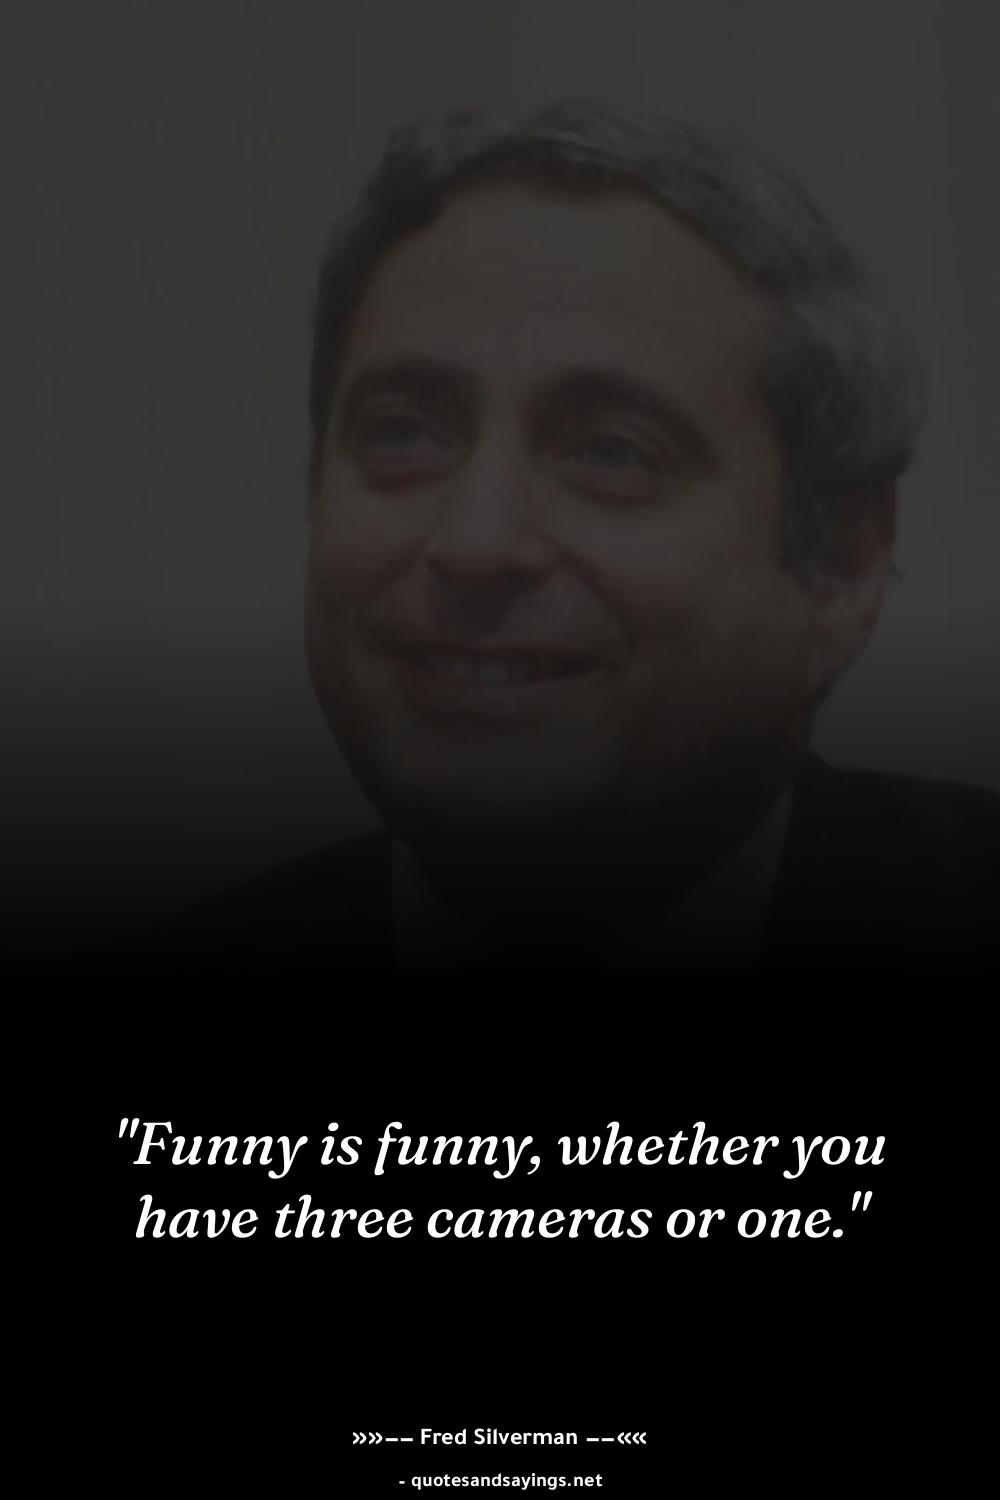 "Funny is funny, whether you
have three cameras or one."
»»−− Fred Silverman −−««
- quotesandsayings.net